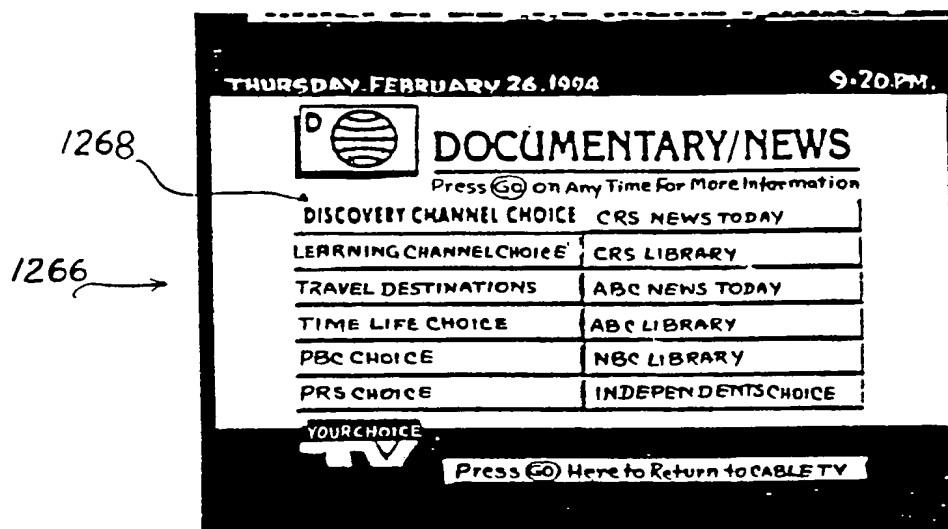 THURSDAY.FEBRUARY 26.1994 9.20.PM.
D
DOCUMENTARY/NEWS
1268
Press GO on Any Time For More Information
DISCOVERY CHANNEL CHOICE CRS NEWS TODAY
LEARNING CHANNEL CHOICE CRS LIBRARY
1266
TRAVEL DESTINATIONS ABC NEWS TODAY
TIME LIFE CHOICE ABC LIBRARY
PBC CHOICE NBC LIBRARY
PRS CHOICE INDEPENDENTS CHOICE
YOUR CHOICE
TV
Press GO Here to Return to CABLE TV